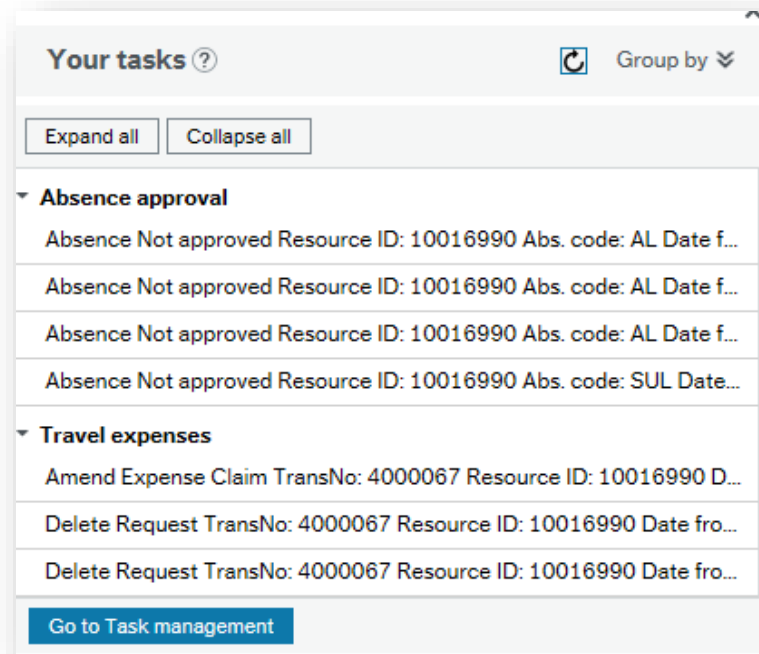 Your tasks ?
Group by
Expand all Collapse all
Absence approval
Absence Not approved Resource ID: 10016990 Abs. code: AL Date f...
Absence Not approved Resource ID: 10016990 Abs. code: AL Date f...
Absence Not approved Resource ID: 10016990 Abs. code: AL Date f...
Absence Not approved Resource ID: 10016990 Abs. code: SUL Date...
Travel expenses
Amend Expense Claim TransNo: 4000067 Resource ID: 10016990 D...
Delete Request TransNo: 4000067 Resource ID: 10016990 Date fro...
Delete Request TransNo: 4000067 Resource ID: 10016990 Date fro...
Go to Task management